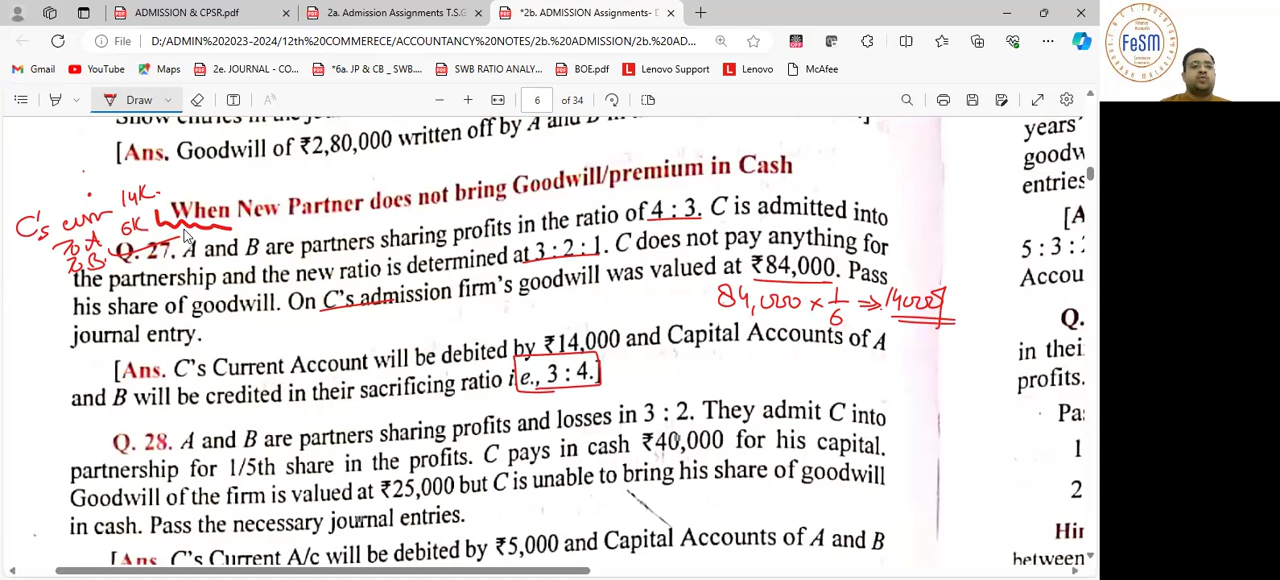 ADMISSION & CPSR.pdf
2a. Admission Assignments T.S.G
*2b. ADMISSION Assignments- D
File
D:/ADMIN%202023-2024/12th%20COMMERECE/ACCOUNTANCE%20NOTES/2b.%20ADMISSION/2b.%20AD...
Gmail
YouTube
Maps
2e. JOURNAL - CO...
*6a. JP & CB _ SWB....
SWB RATIO ANALY...
BOE.pdf
Lenovo Support
Lenovo
McAfee
Draw
6
of 34
FeSM
[Ans. Goodwill of ₹2,80,000 written off by A and B
When New Partner does not bring Goodwill/premium in Cash
C's curr 14K.
To A 6K
To B.
Q. 27. A and B are partners sharing profits in the ratio of 4 : 3. C is admitted into
the partnership and the new ratio is determined at 3 : 2 : 1. C does not pay anything for
his share of goodwill. On C's admission firm's goodwill was valued at ₹84,000. Pass
journal entry.
84,000 × 1/6 ⇒ 14000
[Ans. C's Current Account will be debited by ₹14,000 and Capital Accounts of A
and B will be credited in their sacrificing ratio i.e., 3 : 4.]
Q. 28. A and B are partners sharing profits and losses in 3 : 2. They admit C into
partnership for 1/5th share in the profits. C pays in cash ₹40,000 for his capital.
Goodwill of the firm is valued at ₹25,000 but C is unable to bring his share of goodwill
in cash. Pass the necessary journal entries.
[Ans C's Current A/c will be debited by ₹5,000 and Capital Accounts of A and B
years'
goodw
entries
[A
5 : 3 :
Accou
Q.
in thei
profits.
Pa
1
2
Hi
betwee